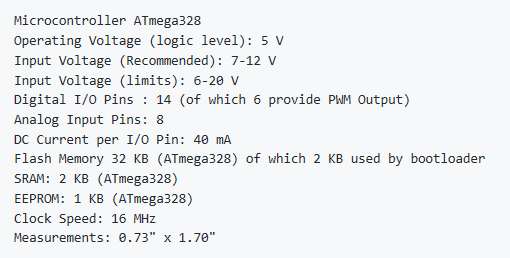 Microcontroller ATmega328
Operating Voltage (logic level): 5 V
Input Voltage (Recommended): 7-12 V
Input Voltage (limits): 6-20 V
Digital I/O Pins : 14 (of which 6 provide PWM Output)
Analog Input Pins: 8
DC Current per I/O Pin: 40 mA
Flash Memory 32 KB (ATmega328) of which 2 KB used by bootloader
SRAM: 2 KB (ATmega328)
EEPROM: 1 KB (ATmega328)
Clock Speed: 16 MHz
Measurements: 0.73" x 1.70"